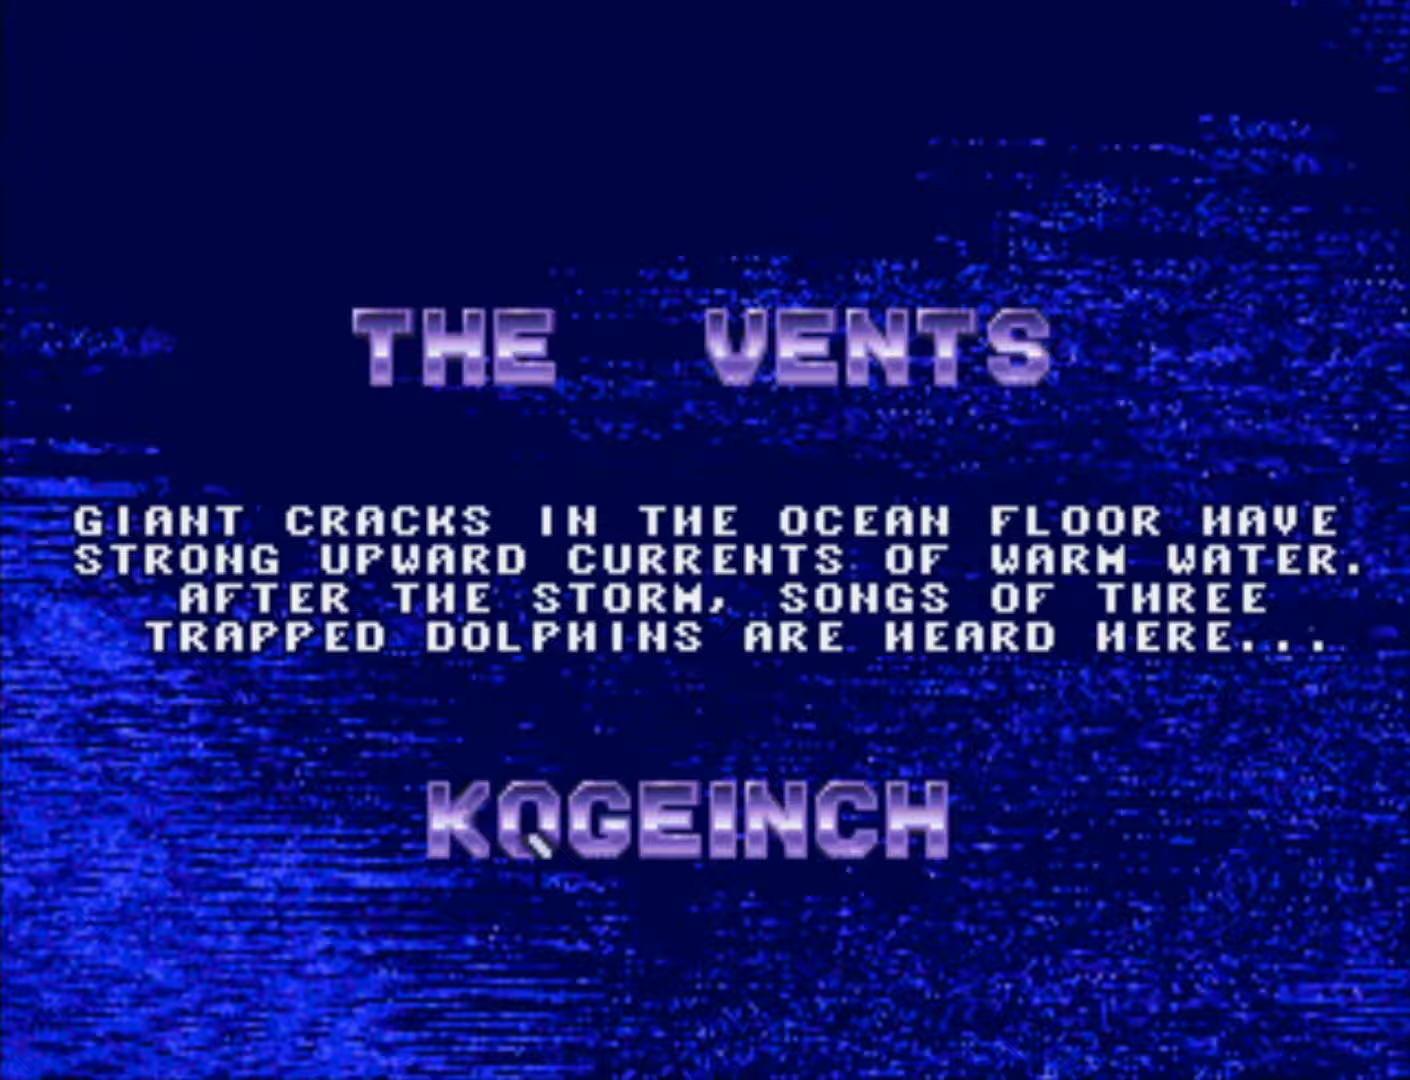 THE VENTS
GIANT CRACKS IN THE OCEAN FLOOR HAVE
STRONG UPWARD CURRENTS OF WARM WATER.
AFTER THE STORM, SONGS OF THREE
TRAPPED DOLPHINS ARE HEARD HERE...
KQGEINCH